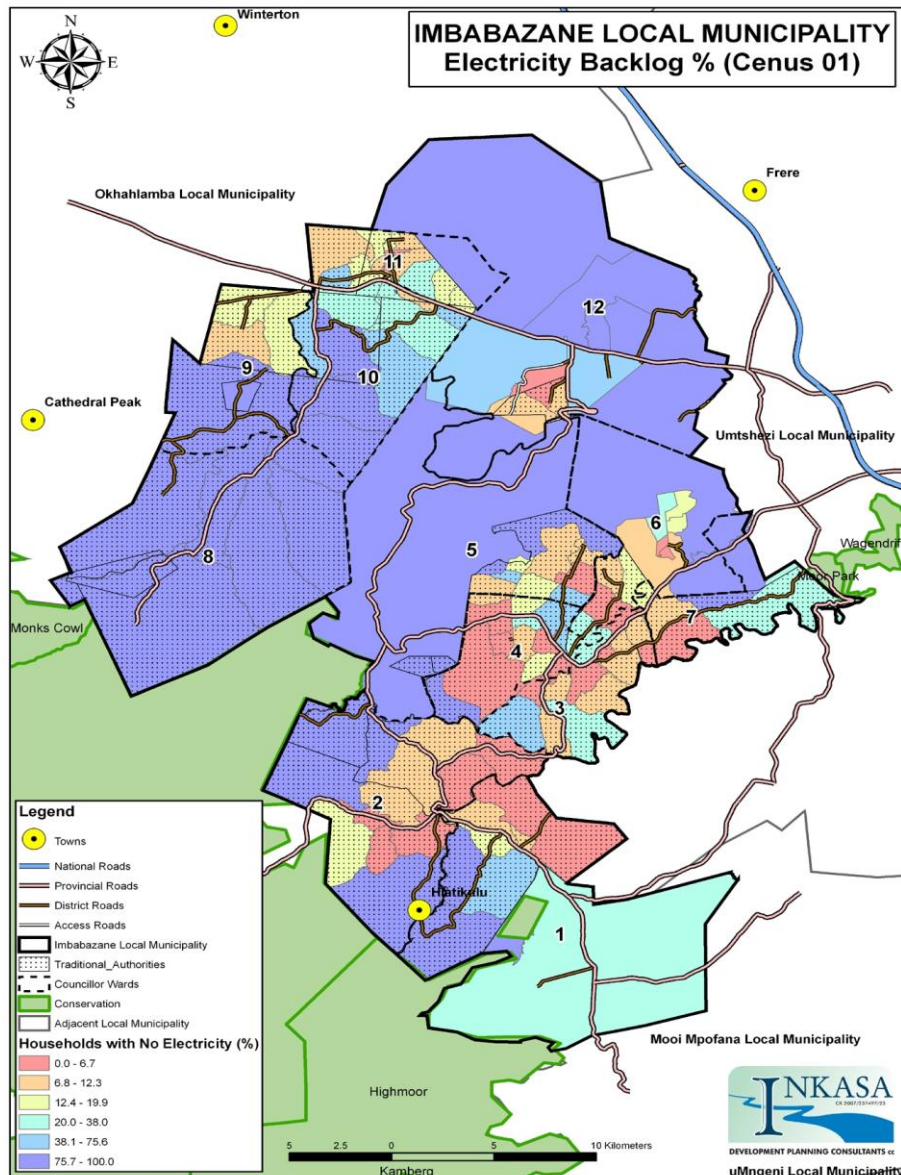 Winterton
IMBABAZANE LOCAL MUNICIPALITY
Electricity Backlog % (Cenus 01)
N
W
E
S
Frere
Okhahlamba Local Municipality
11
12
9
10
Cathedral Peak
Umtshezi Local Municipality
6
5
8
Wagendrif
Moor Park
Monks Cowl
7
4
3
2
Hlatikulu
1
Legend
Towns
National Roads
Provincial Roads
District Roads
Access Roads
Imbabazane Local Municipality
Traditional_Authorities
Councillor Wards
Conservation
Adjacent Local Municipality
Households with No Electricity (%)
0.0 - 6.7
6.8 - 12.3
12.4 - 19.9
20.0 - 38.0
38.1 - 75.6
75.7 - 100.0
Mooi Mpofana Local Municipality
Highmoor
5 2.5 0 5 10 Kilometers
Kamberg
INKASA
DEVELOPMENT PLANNING CONSULTANTS cc
uMngeni Local Municipality